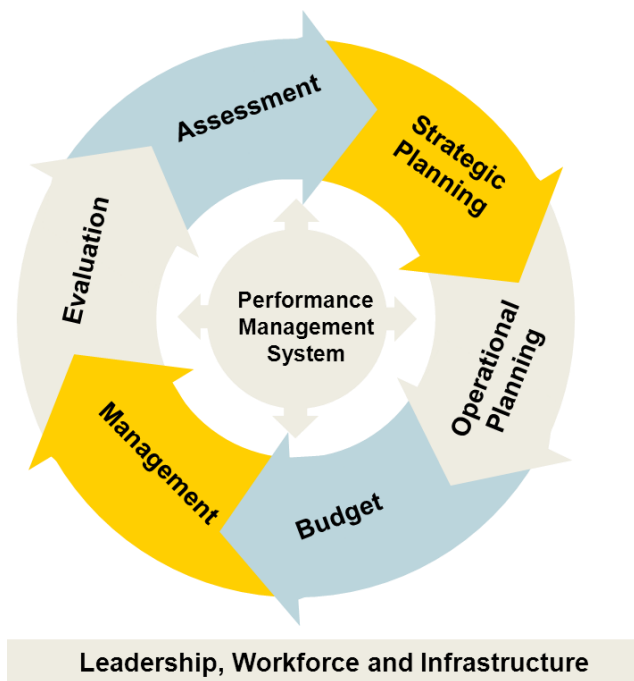 Assessment
Strategic
Planning
Operational
Planning
Budget
Management
Evaluation
Performance
Management
System
Leadership, Workforce and Infrastructure